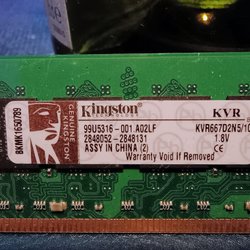 BKMK1650789
GENUINE
KINGSTON
Kingston KVR
99U5316-001.A02LF KVR667D2N5/1G
2848052-2848131 1.8V
ASSY IN CHINA (2)
Warranty Void If Removed